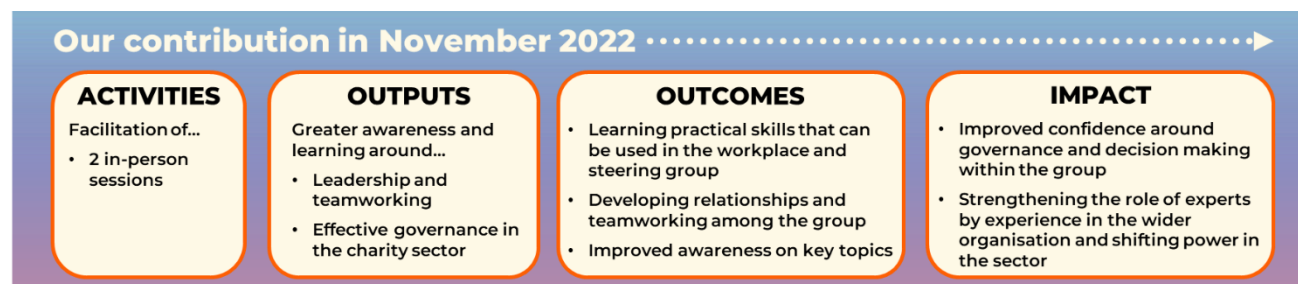 Our contribution in November 2022
ACTIVITIES
Facilitation of...
• 2 in-person
sessions
OUTPUTS
Greater awareness and
learning around...
• Leadership and
teamworking
• Effective governance in
the charity sector
OUTCOMES
• Learning practical skills that can
be used in the workplace and
steering group
• Developing relationships and
teamworking among the group
• Improved awareness on key topics
IMPACT
• Improved confidence around
governance and decision making
within the group
• Strengthening the role of experts
by experience in the wider
organisation and shifting power in
the sector